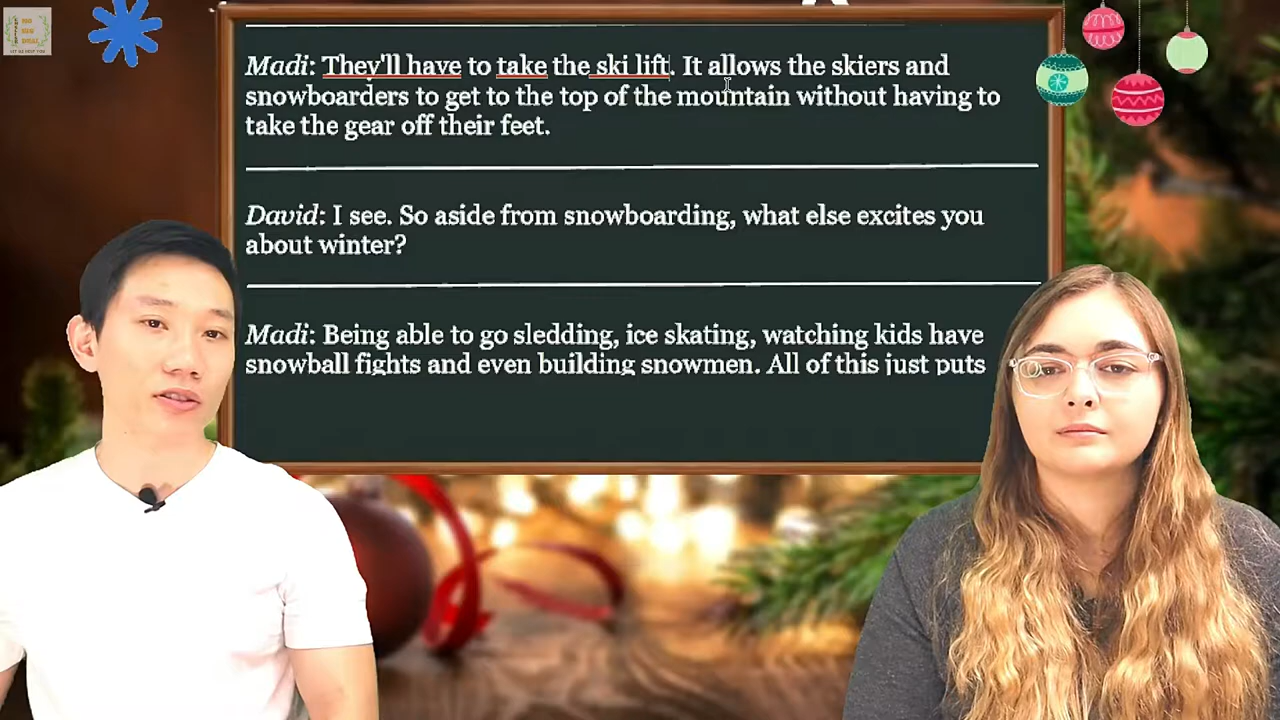 Madi: They'll have to take the ski lift. It allows the skiers and
snowboarders to get to the top of the mountain without having to
take the gear off their feet.
David: I see. So aside from snowboarding, what else excites you
about winter?
Madi: Being able to go sledding, ice skating, watching kids have
snowball fights and even building snowmen. All of this just puts